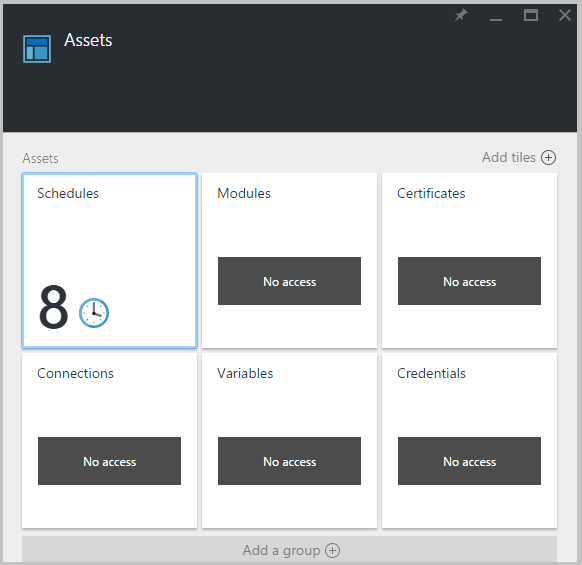 Assets
Assets
Add tiles
Schedules
Modules
Certificates
8
No access
No access
Connections
Variables
Credentials
No access
No access
No access
Add a group